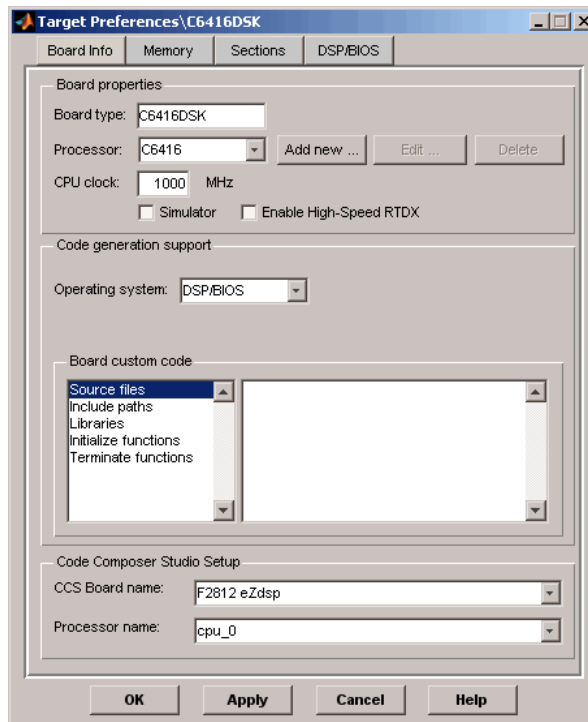 Target Preferences\C6416DSK
Board Info Memory Sections DSP/BIOS
Board properties
Board type: C6416DSK
Processor: C6416 Add new ... Edit ... Delete
CPU clock: 1000 MHz
Simulator Enable High-Speed RTDX
Code generation support
Operating system: DSP/BIOS
Board custom code
Source files
Include paths
Libraries
Initialize functions
Terminate functions
Code Composer Studio Setup
CCS Board name: F2812 eZdsp
Processor name: cpu_0
OK Apply Cancel Help